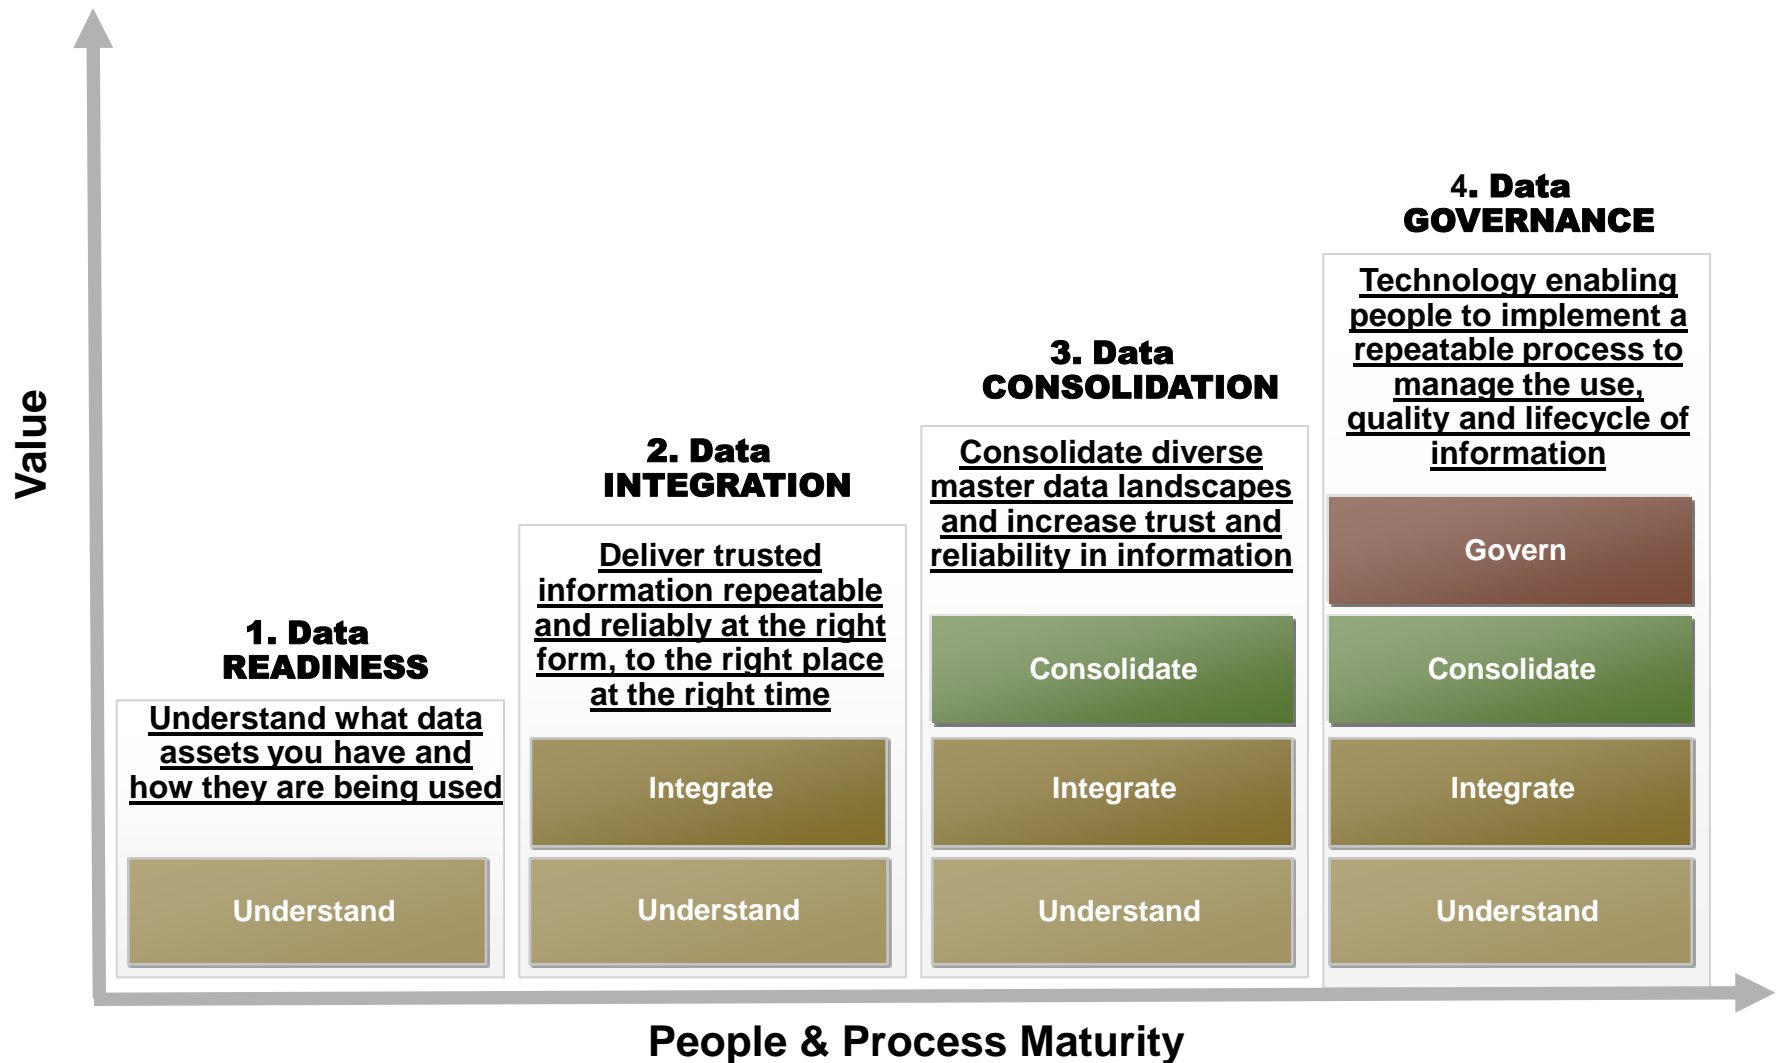 Value
1. Data
READINESS
Understand what data
assets you have and
how they are being used
Understand
2. Data
INTEGRATION
Deliver trusted
information repeatable
and reliably at the right
form, to the right place
at the right time
Integrate
Understand
3. Data
CONSOLIDATION
Consolidate diverse
master data landscapes
and increase trust and
reliability in information
Consolidate
Integrate
Understand
4. Data
GOVERNANCE
Technology enabling
people to implement a
repeatable process to
manage the use,
quality and lifecycle of
information
Govern
Consolidate
Integrate
Understand
People & Process Maturity